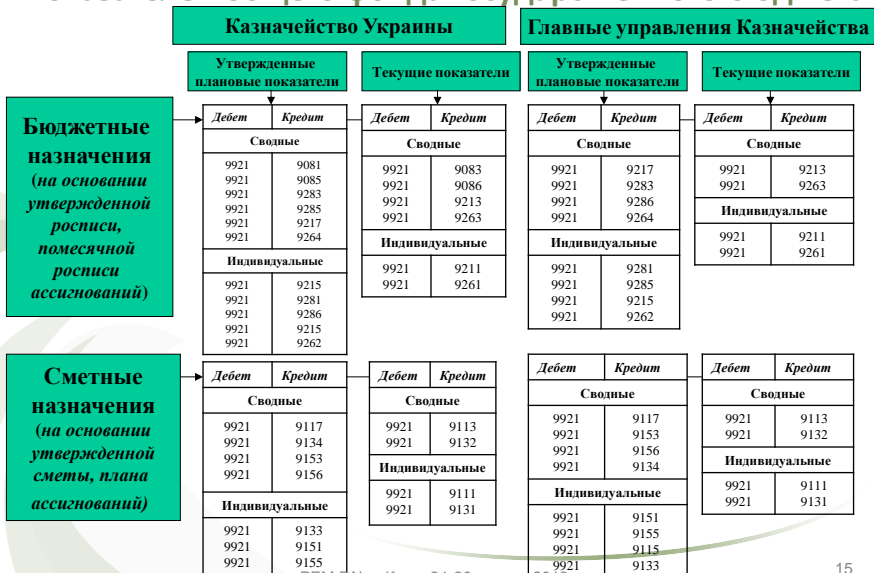 Казначейство Украины
Главные управления Казначейства
Утвержденные
плановые показатели
Текущие показатели
Утвержденные
плановые показатели
Текущие показатели
Бюджетные
назначения
(на основании
утвержденной
росписи,
помесячной
росписи
ассигнований)
Дебет Кредит
Сводные
9921 9081
9921 9085
9921 9283
9921 9285
9921 9217
9921 9264
Индивидуальные
9921 9215
9921 9281
9921 9286
9921 9215
9921 9262
Дебет Кредит
Сводные
9921 9083
9921 9086
9921 9213
9921 9263
Индивидуальные
9921 9211
9921 9261
Дебет Кредит
Сводные
9921 9217
9921 9283
9921 9286
9921 9264
Индивидуальные
9921 9281
9921 9285
9921 9215
9921 9262
Дебет Кредит
Сводные
9921 9213
9921 9263
Индивидуальные
9921 9211
9921 9261
Сметные
назначения
(на основании
утвержденной
сметы, плана
ассигнований)
Дебет Кредит
Сводные
9921 9117
9921 9134
9921 9153
9921 9156
Индивидуальные
9921 9133
9921 9151
9921 9155
Дебет Кредит
Сводные
9921 9113
9921 9132
Индивидуальные
9921 9111
9921 9131
Дебет Кредит
Сводные
9921 9117
9921 9153
9921 9156
9921 9134
Индивидуальные
9921 9151
9921 9155
9921 9115
9921 9133
Дебет Кредит
Сводные
9921 9113
9921 9132
Индивидуальные
9921 9111
9921 9131
15